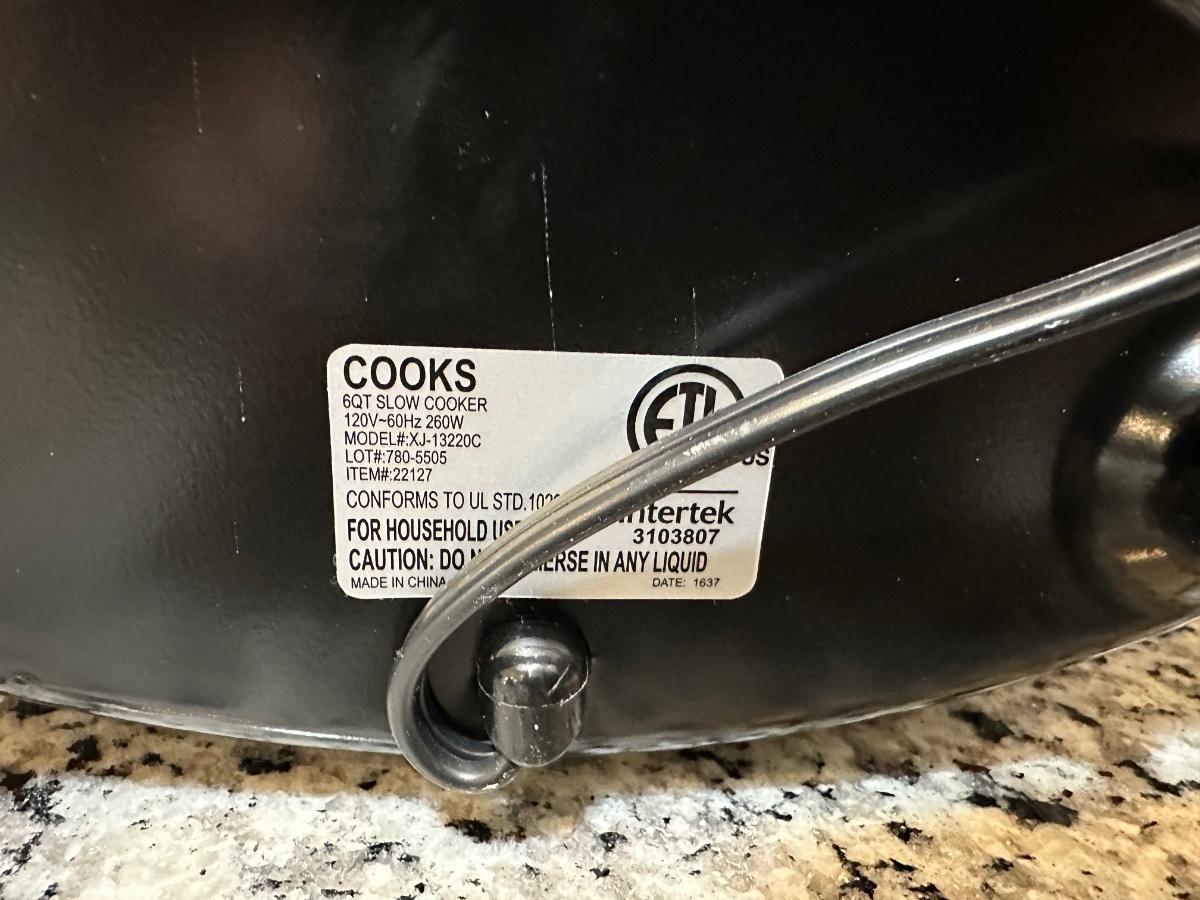 COOKS
6QT SLOW COOKER
120V~60Hz 260W
MODEL#:XJ-13220C
LOT#:780-5505
ITEM#:22127
CONFORMS TO UL STD.
FOR HOUSEHOLD
CAUTION: DO IN ANY LIQUID
MADE IN CHINA
ETL
US
Intertek
3103807
DATE: 1637